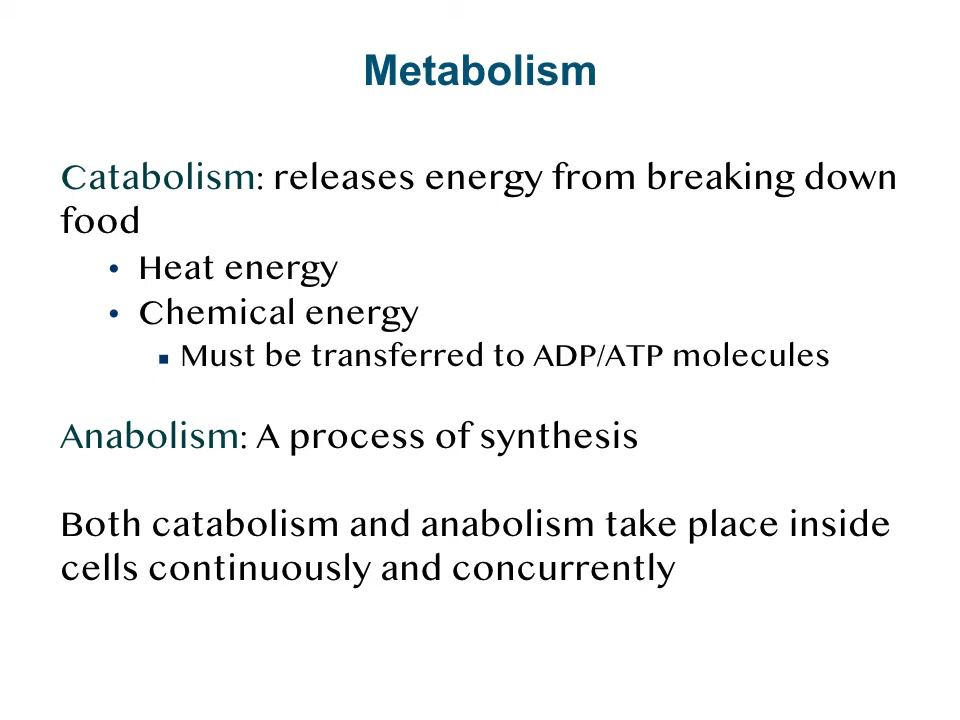 Metabolism
Catabolism: releases energy from breaking down
food
• Heat energy
• Chemical energy
▪ Must be transferred to ADP/ATP molecules
Anabolism: A process of synthesis
Both catabolism and anabolism take place inside
cells continuously and concurrently